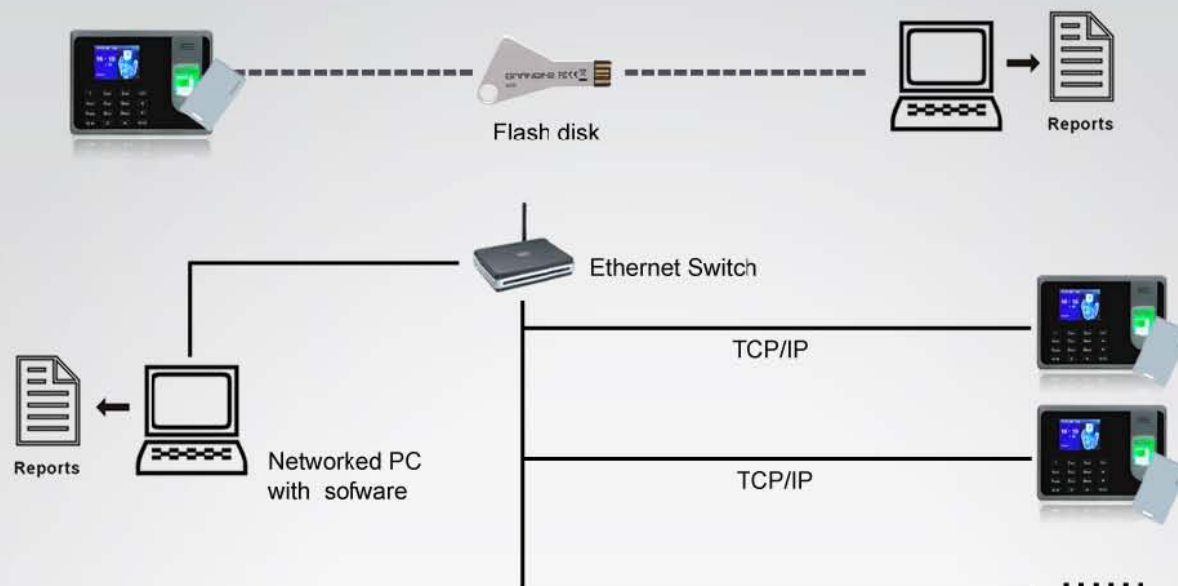 Flash disk
Reports
Ethernet Switch
TCP/IP
Reports
Networked PC
with sofware
TCP/IP